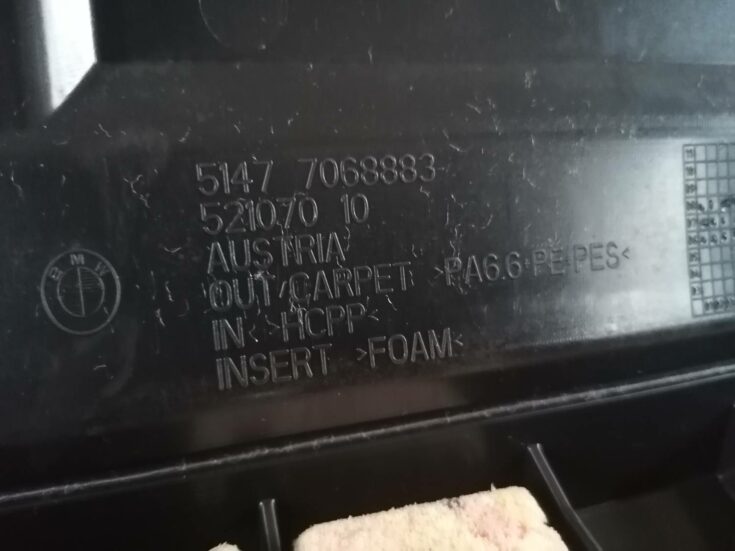 5147 7068883
521070 10
AUSTRIA
OUT/CARPET >PA6.6+PE+PES<
IN >HCPP<
INSERT >FOAM<
BMW